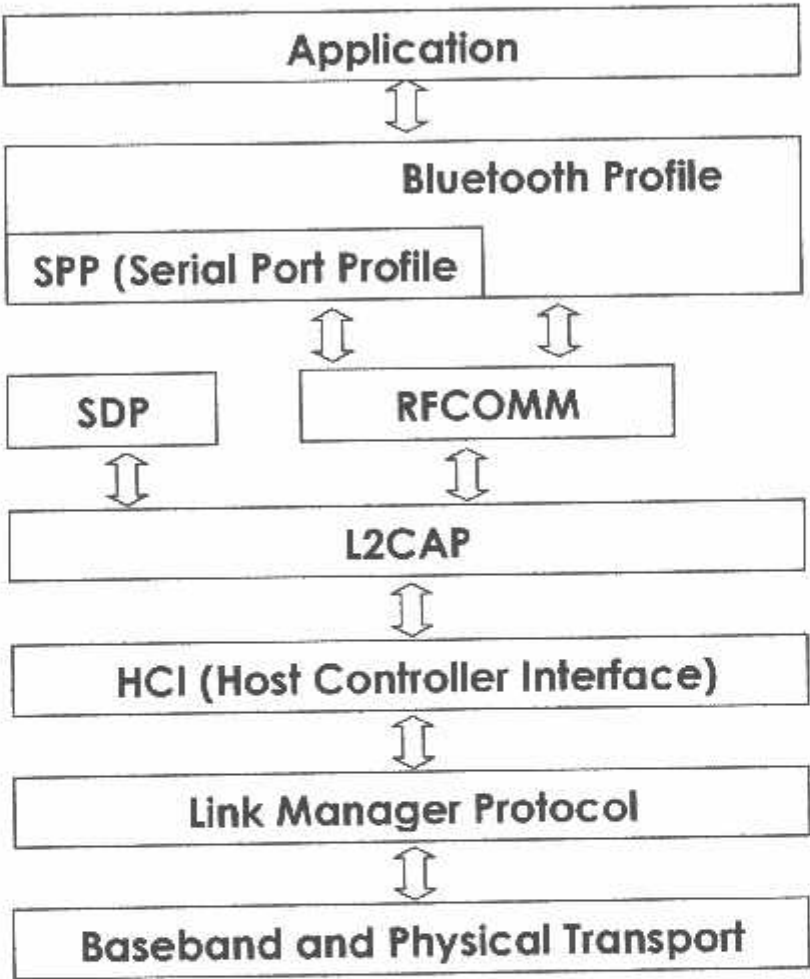 Application
Bluetooth Profile
SPP (Serial Port Profile
SDP
RFCOMM
L2CAP
HCI (Host Controller Interface)
Link Manager Protocol
Baseband and Physical Transport